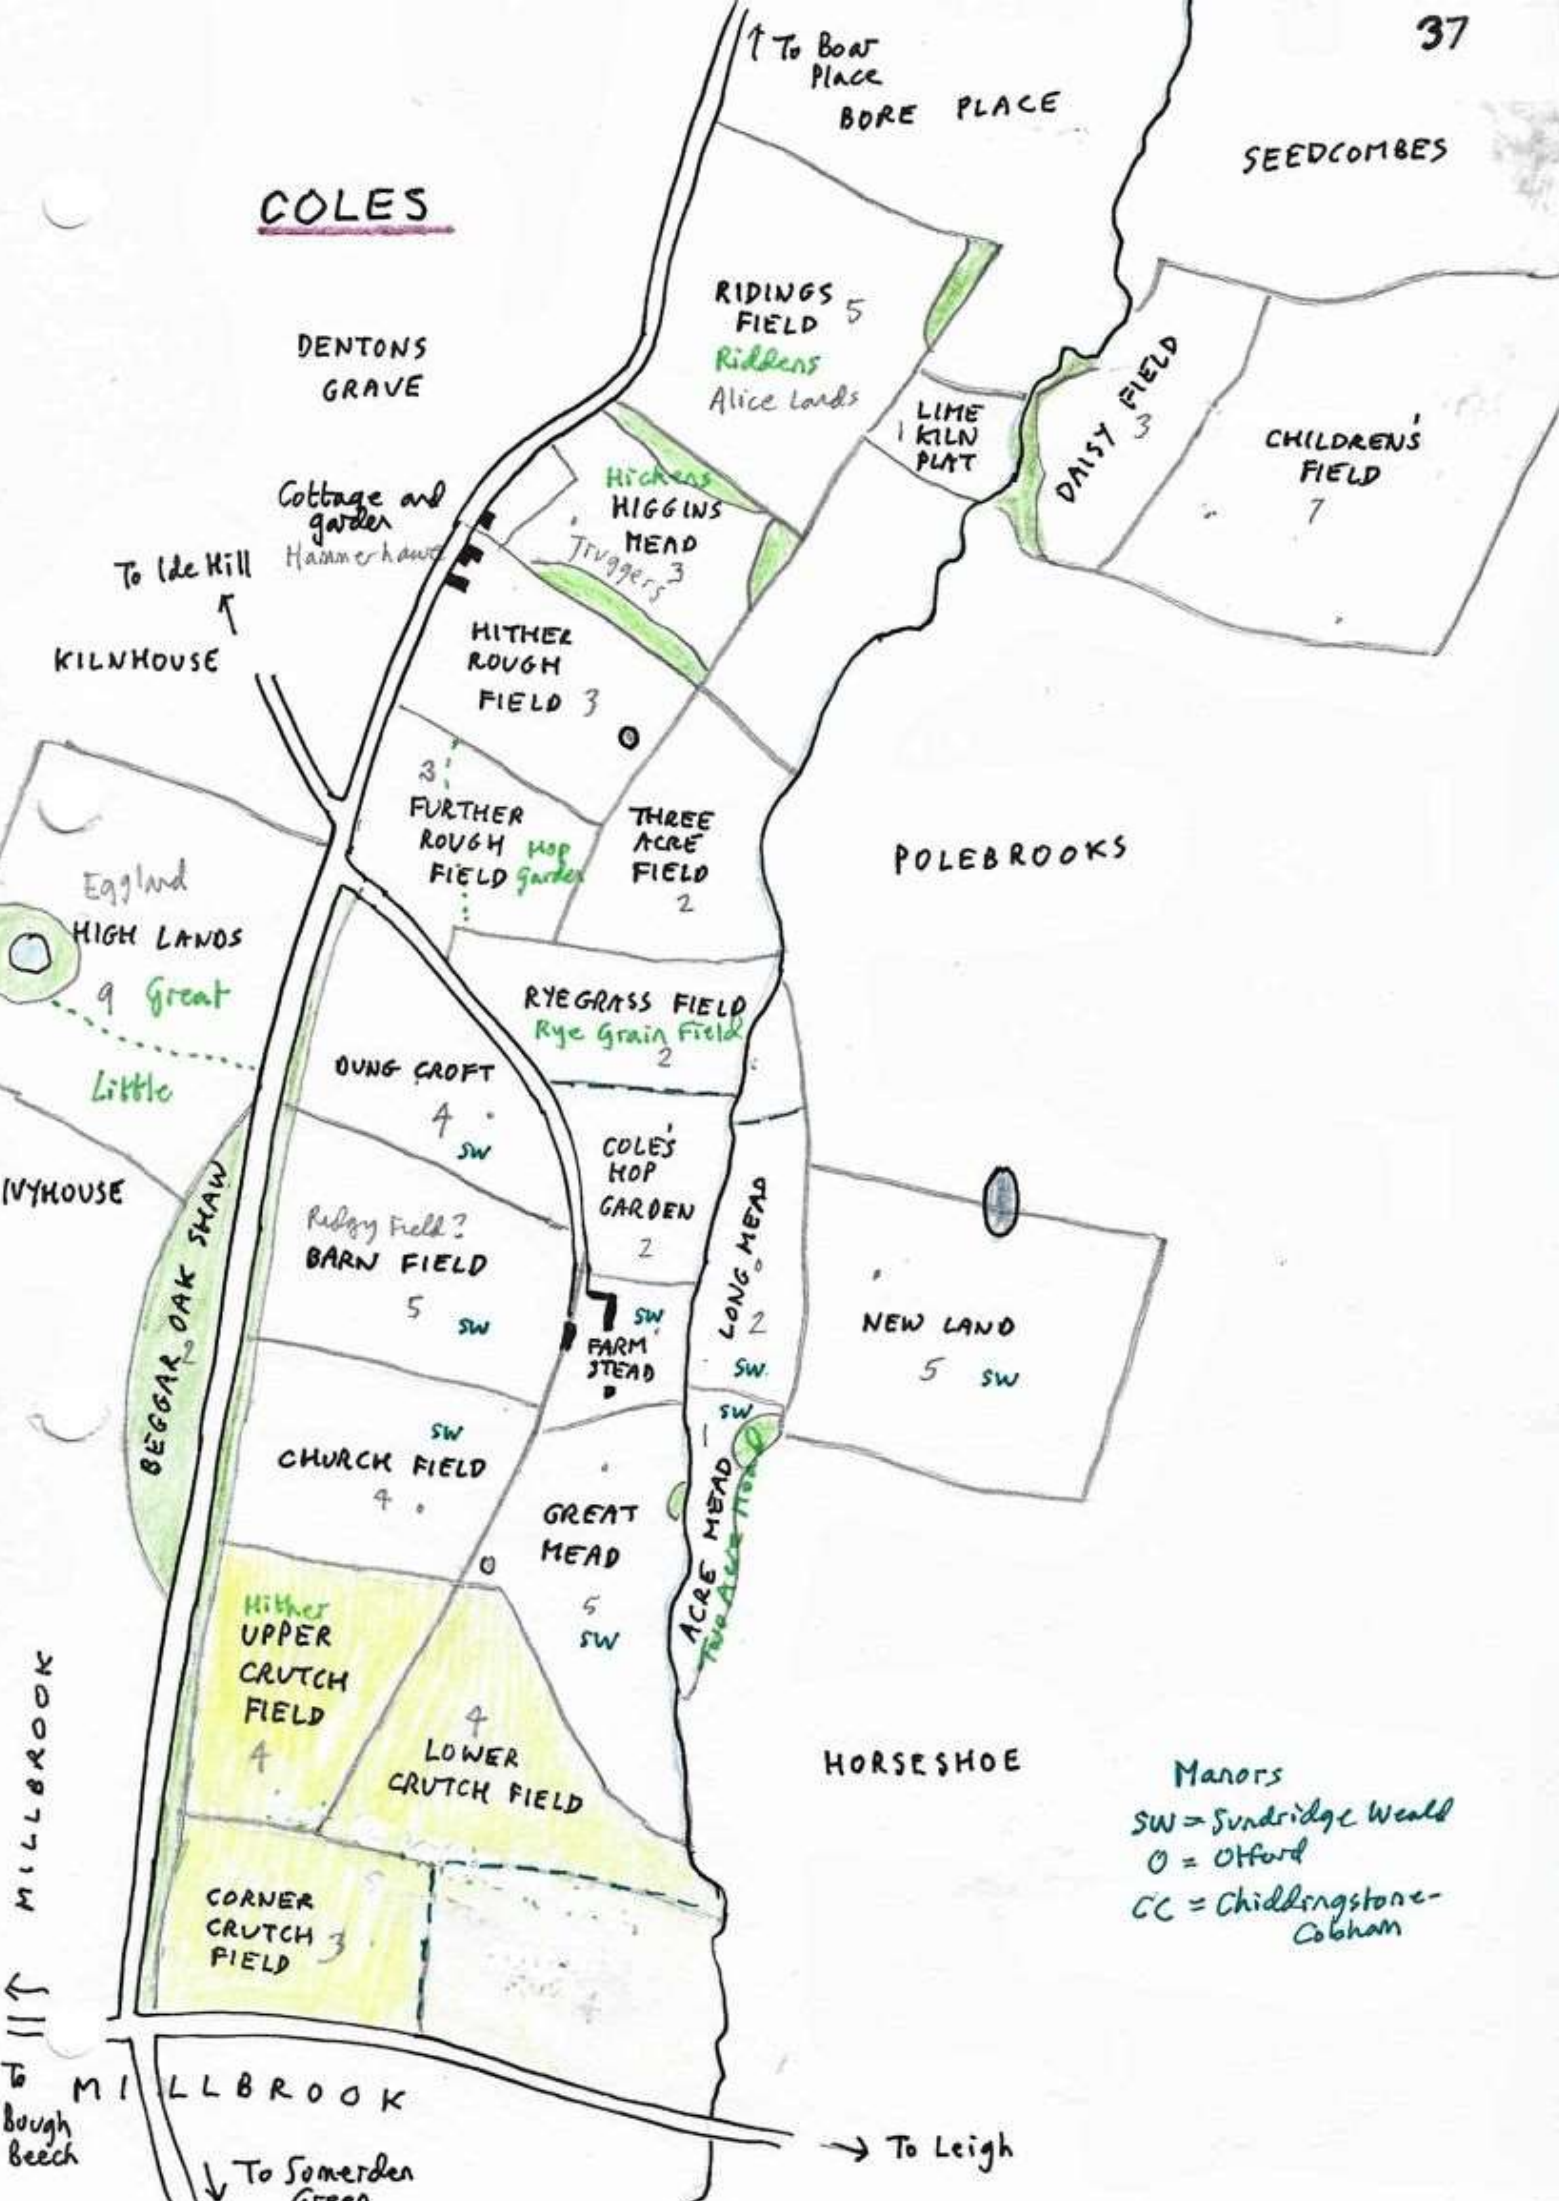 37
↑ To Boar
Place
BORE PLACE
SEEDCOMBES
COLES
DENTONS
GRAVE
RIDINGS
FIELD 5
Riddens
Alice Lands
LIME
1 KILN
PLAT
DAISY FIELD
3
CHILDREN'S
FIELD
7
Hickens
HIGGINS
MEAD
3
Truggers
Cottage and
garden
To Ide Hill
KILNHOUSE
HITHER
ROUGH
FIELD 3
3
FURTHER
ROUGH
FIELD
Hop
Garden
THREE
ACRE
FIELD
2
POLEBROOKS
Eggland
HIGH LANDS
9 Great
Little
RYEGRASS FIELD
Rye Grain Field
2
DUNG CROFT
4
SW
COLE'S
HOP
GARDEN
2
IVYHOUSE
BEGGAR OAK SHAW
2
Ridgy Field?
BARN FIELD
5 SW
SW
FARM
STEAD
LONG MEAD
2
SW
NEW LAND
5 SW
SW
CHURCH FIELD
4
SW
1
ACRE MEAD
GREAT
MEAD
5
SW
Hither
UPPER
CRUTCH
FIELD
4
4
LOWER
CRUTCH FIELD
HORSESHOE
Manors
SW = Sundridge Weald
O = Otford
CC = Chiddingstone-
Cobham
CORNER
CRUTCH
FIELD 3
MILLBROOK
To
Bough
Beech
MILLBROOK
→ To Leigh
↓ To Somerden
Green